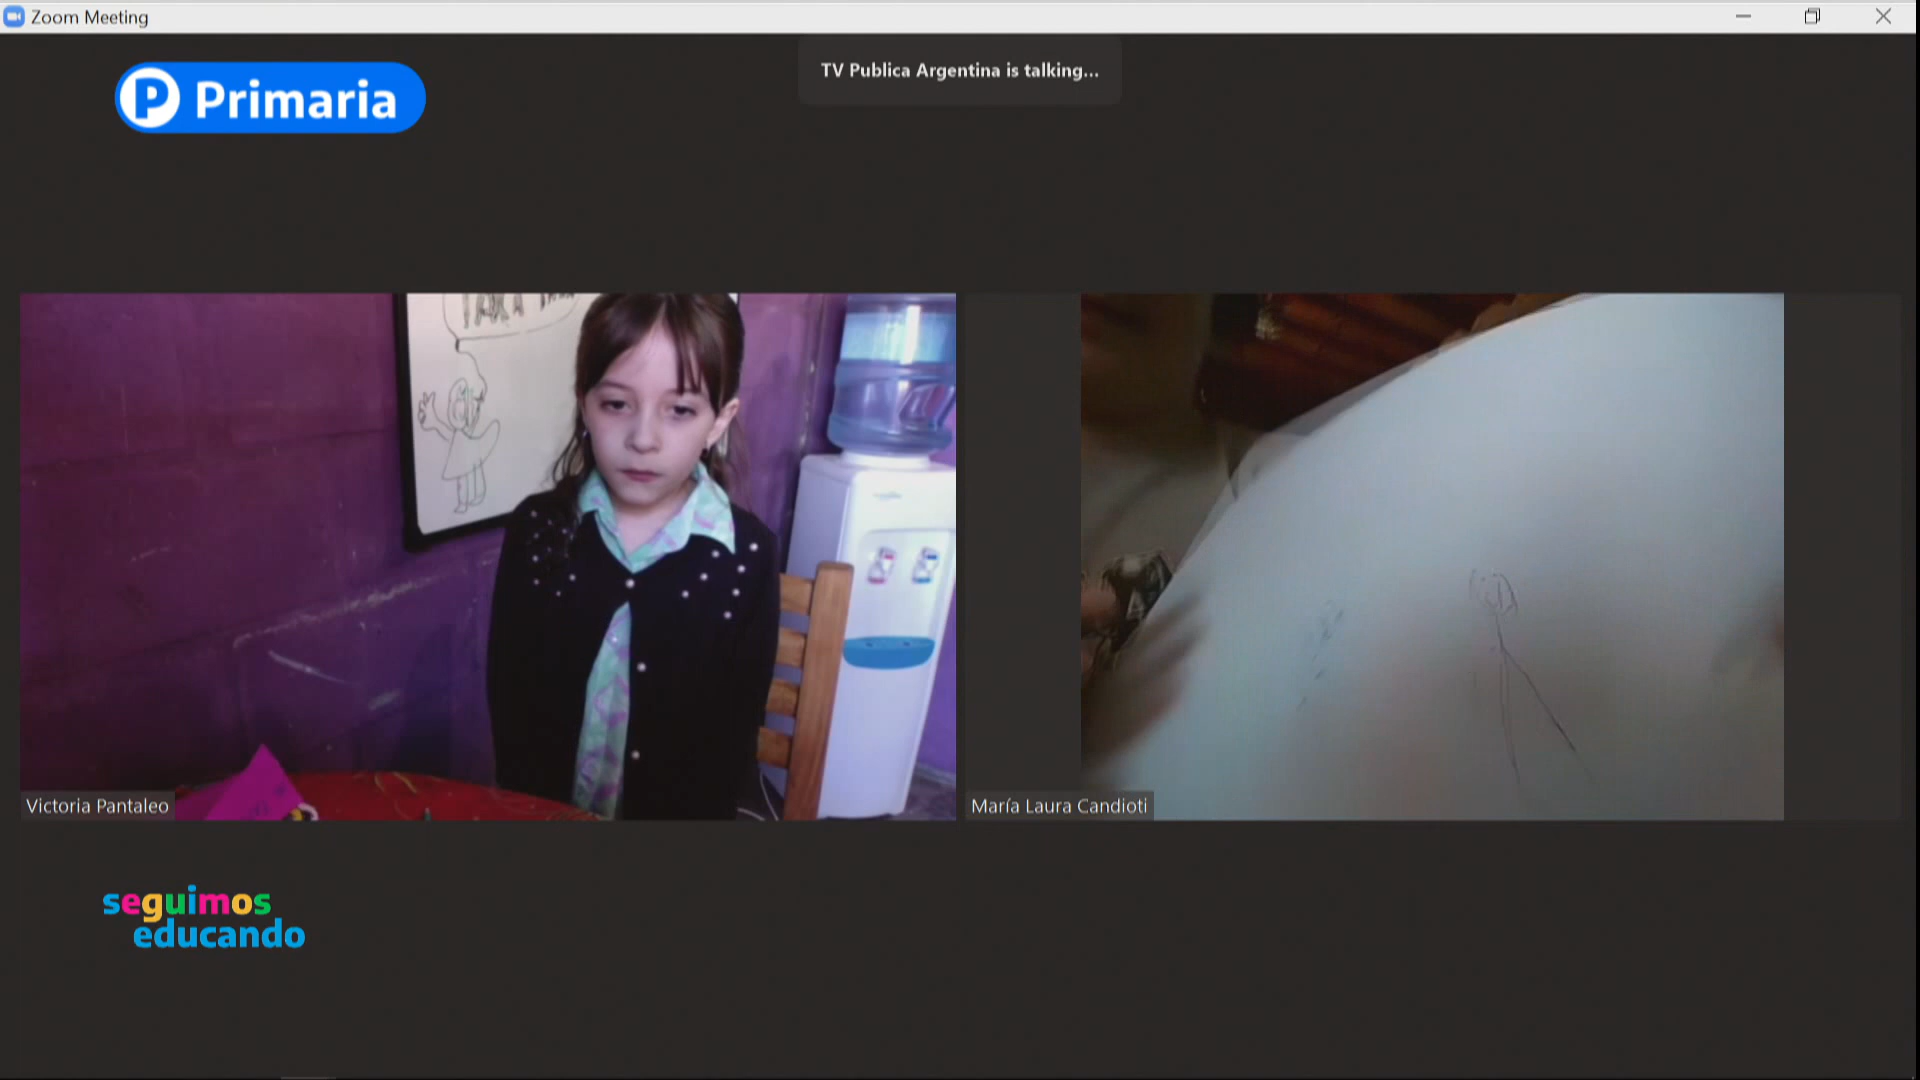 Zoom Meeting
TV Publica Argentina is talking...
P Primaria
Victoria Pantaleo
María Laura Candioti
seguimos
educando